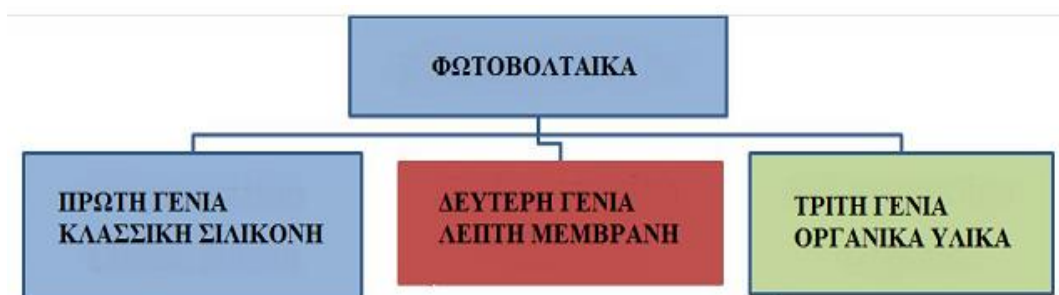 ΦΩΤΟΒΟΛΤΑΙΚΑ
ΠΡΩΤΗ ΓΕΝΙΑ
ΚΛΑΣΣΙΚΗ ΣΙΛΙΚΟΝΗ
ΔΕΥΤΕΡΗ ΓΕΝΙΑ
ΛΕΠΤΗ ΜΕΜΒΡΑΝΗ
ΤΡΙΤΗ ΓΕΝΙΑ
ΟΡΓΑΝΙΚΑ ΥΛΙΚΑ